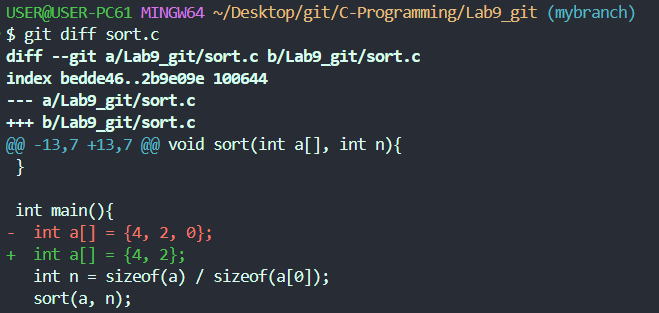 USER@USER-PC61 MINGW64 ~/Desktop/git/C-Programming/Lab9_git (mybranch)
$ git diff sort.c
diff --git a/Lab9_git/sort.c b/Lab9_git/sort.c
index bedde46..2b9e09e 100644
--- a/Lab9_git/sort.c
+++ b/Lab9_git/sort.c
@@ -13,7 +13,7 @@ void sort(int a[], int n){
 }

 int main(){
-  int a[] = {4, 2, 0};
+  int a[] = {4, 2};
   int n = sizeof(a) / sizeof(a[0]);
   sort(a, n);